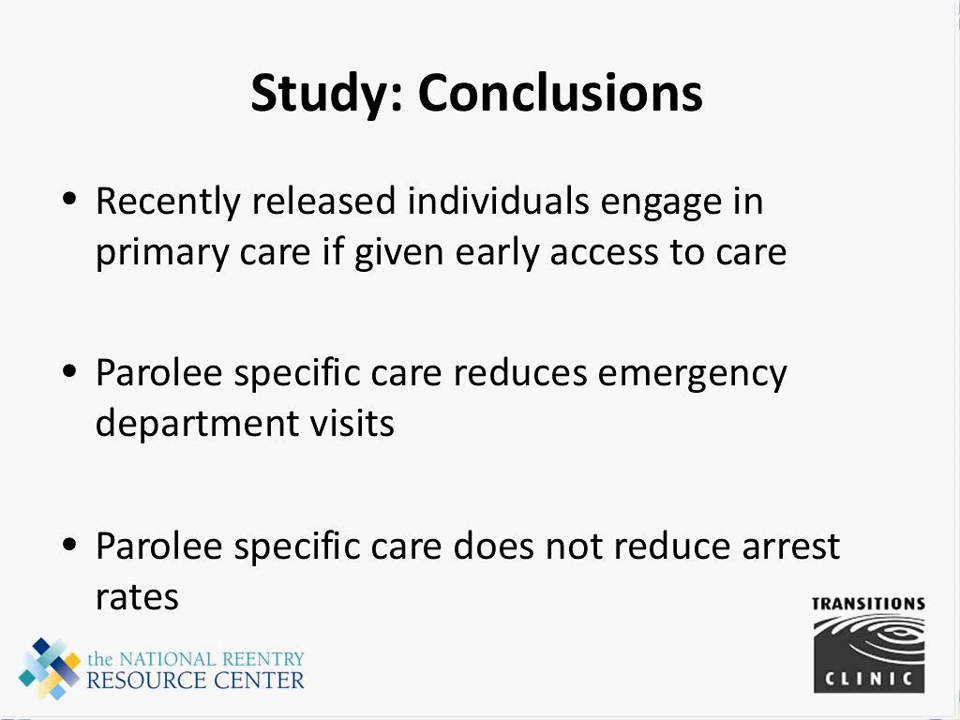 Study: Conclusions
• Recently released individuals engage in
primary care if given early access to care
• Parolee specific care reduces emergency
department visits
• Parolee specific care does not reduce arrest
rates
the NATIONAL REENTRY
RESOURCE CENTER
TRANSITIONS
CLINIC